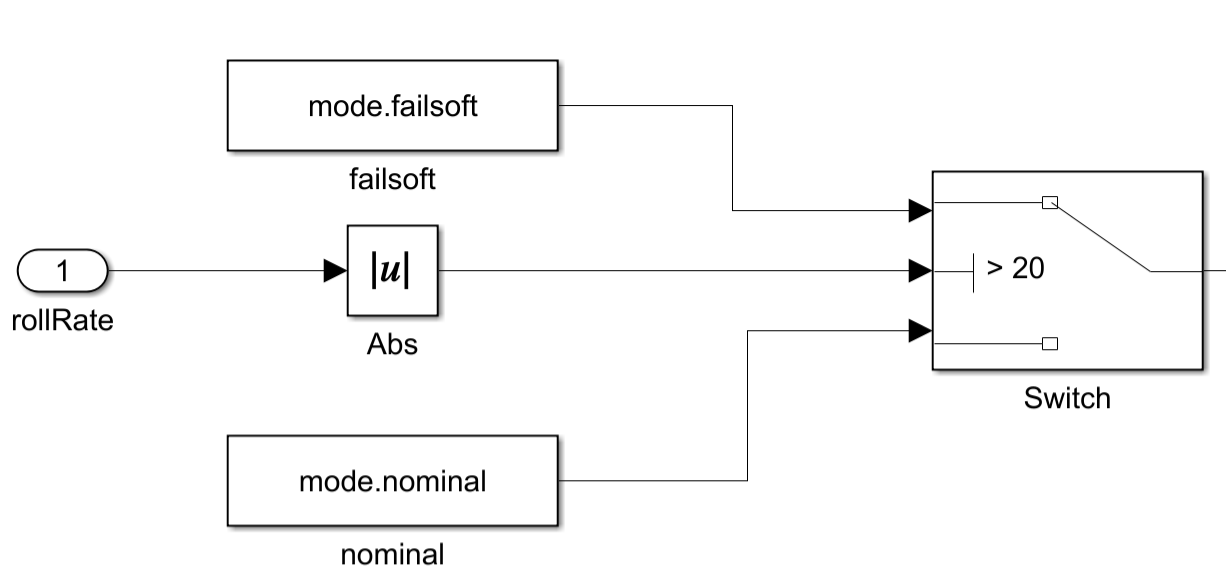 mode.failsoft
failsoft
1
rollRate
|u|
Abs
> 20
Switch
mode.nominal
nominal